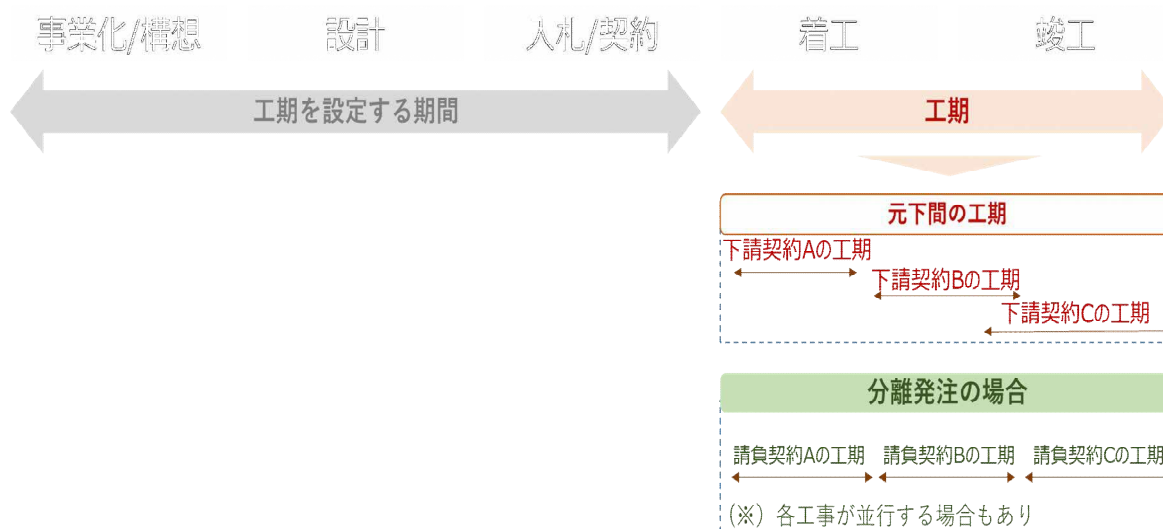 事業化/構想 設計 入札/契約 着工 竣工
工期を設定する期間 工期
元下間の工期
下請契約Aの工期
下請契約Bの工期
下請契約Cの工期
分離発注の場合
請負契約Aの工期 請負契約Bの工期 請負契約Cの工期
(※) 各工事が並行する場合もあり